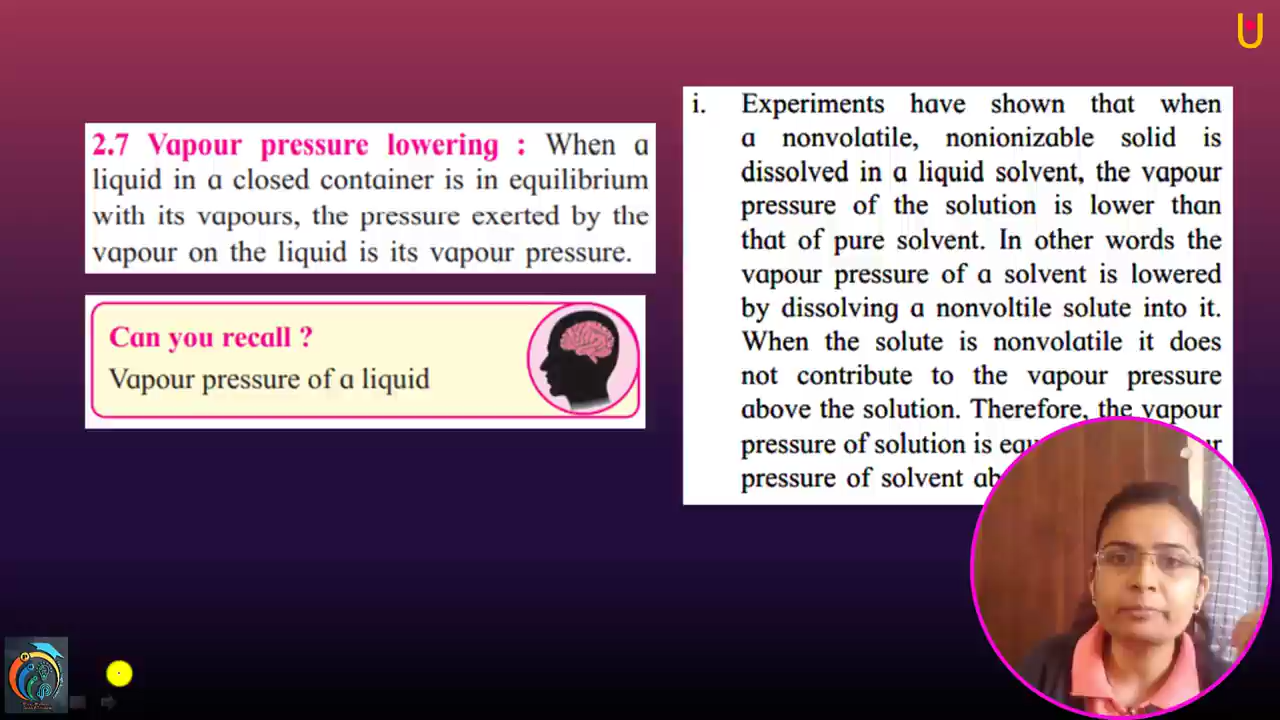 2.7 Vapour pressure lowering : When a
liquid in a closed container is in equilibrium
with its vapours, the pressure exerted by the
vapour on the liquid is its vapour pressure.
Can you recall ?
Vapour pressure of a liquid
i. Experiments have shown that when
a nonvolatile, nonionizable solid is
dissolved in a liquid solvent, the vapour
pressure of the solution is lower than
that of pure solvent. In other words the
vapour pressure of a solvent is lowered
by dissolving a nonvoltile solute into it.
When the solute is nonvolatile it does
not contribute to the vapour pressure
above the solution. Therefore, the vapour
pressure of solution is
pressure of solvent
U